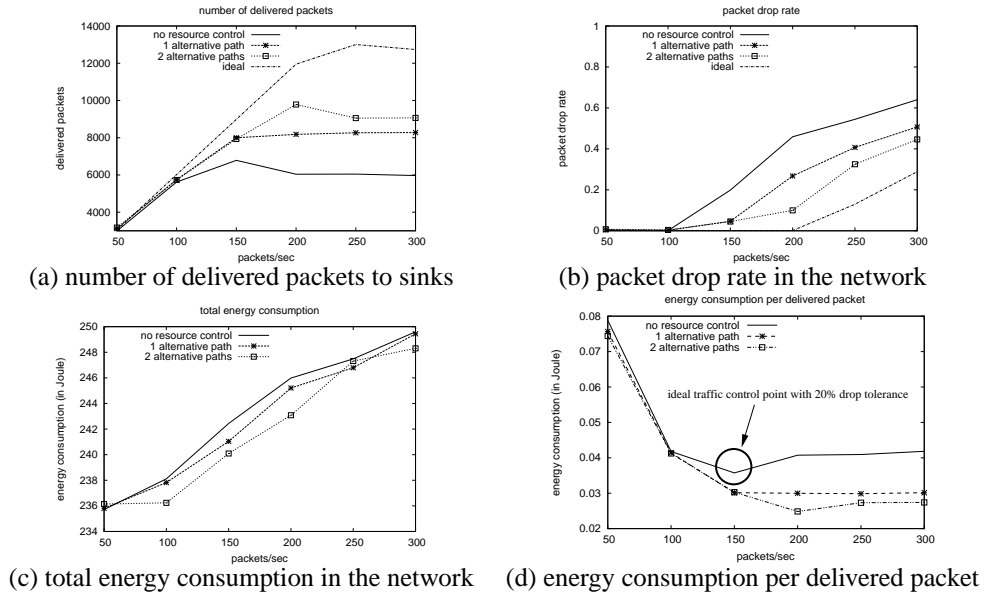 number of delivered packets
14000
12000
10000
8000
6000
4000
delivered packets
no resource control
1 alternative path
2 alternative paths
ideal
50 100 150 200 250 300
packets/sec
(a) number of delivered packets to sinks
packet drop rate
1
0.8
0.6
0.4
0.2
0
packet drop rate
no resource control
1 alternative path
2 alternative paths
ideal
50 100 150 200 250 300
packets/sec
(b) packet drop rate in the network
total energy consumption
250
248
246
244
242
240
238
236
234
energy consumption (in Joule)
no resource control
1 alternative path
2 alternative paths
50 100 150 200 250 300
packets/sec
(c) total energy consumption in the network
energy consumption per delivered packet
0.08
0.07
0.06
0.05
0.04
0.03
0.02
energy consumption (in Joule)
no resource control
1 alternative path
2 alternative paths
ideal traffic control point with 20% drop tolerance
50 100 150 200 250 300
packets/sec
(d) energy consumption per delivered packet